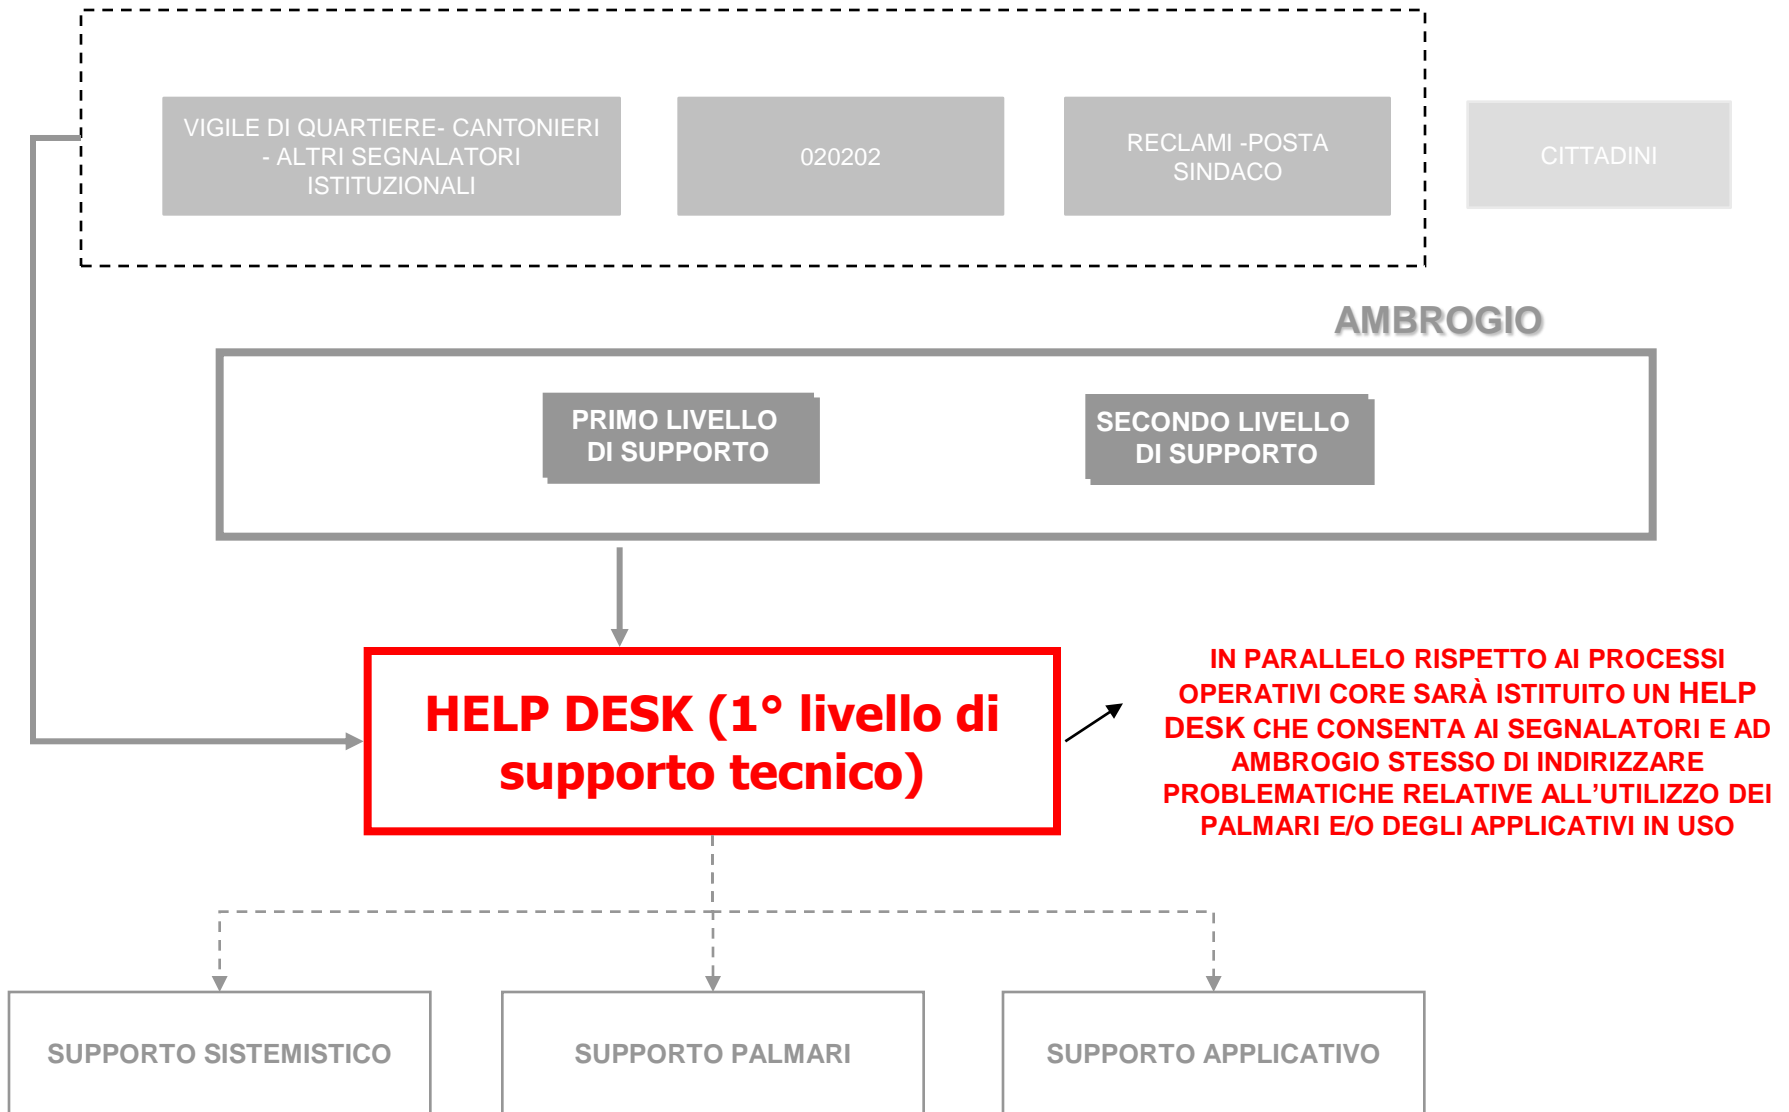 VIGILE DI QUARTIERE- CANTONIERI
- ALTRI SEGNALATORI
ISTITUZIONALI
020202
RECLAMI -POSTA
SINDACO
CITTADINI
AMBROGIO
PRIMO LIVELLO
DI SUPPORTO
SECONDO LIVELLO
DI SUPPORTO
HELP DESK (1° livello di
supporto tecnico)
IN PARALLELO RISPETTO AI PROCESSI
OPERATIVI CORE SARÀ ISTITUITO UN HELP
DESK CHE CONSENTA AI SEGNALATORI E AD
AMBROGIO STESSO DI INDIRIZZARE
PROBLEMATICHE RELATIVE ALL’UTILIZZO DEI
PALMARI E/O DEGLI APPLICATIVI IN USO
SUPPORTO SISTEMISTICO
SUPPORTO PALMARI
SUPPORTO APPLICATIVO